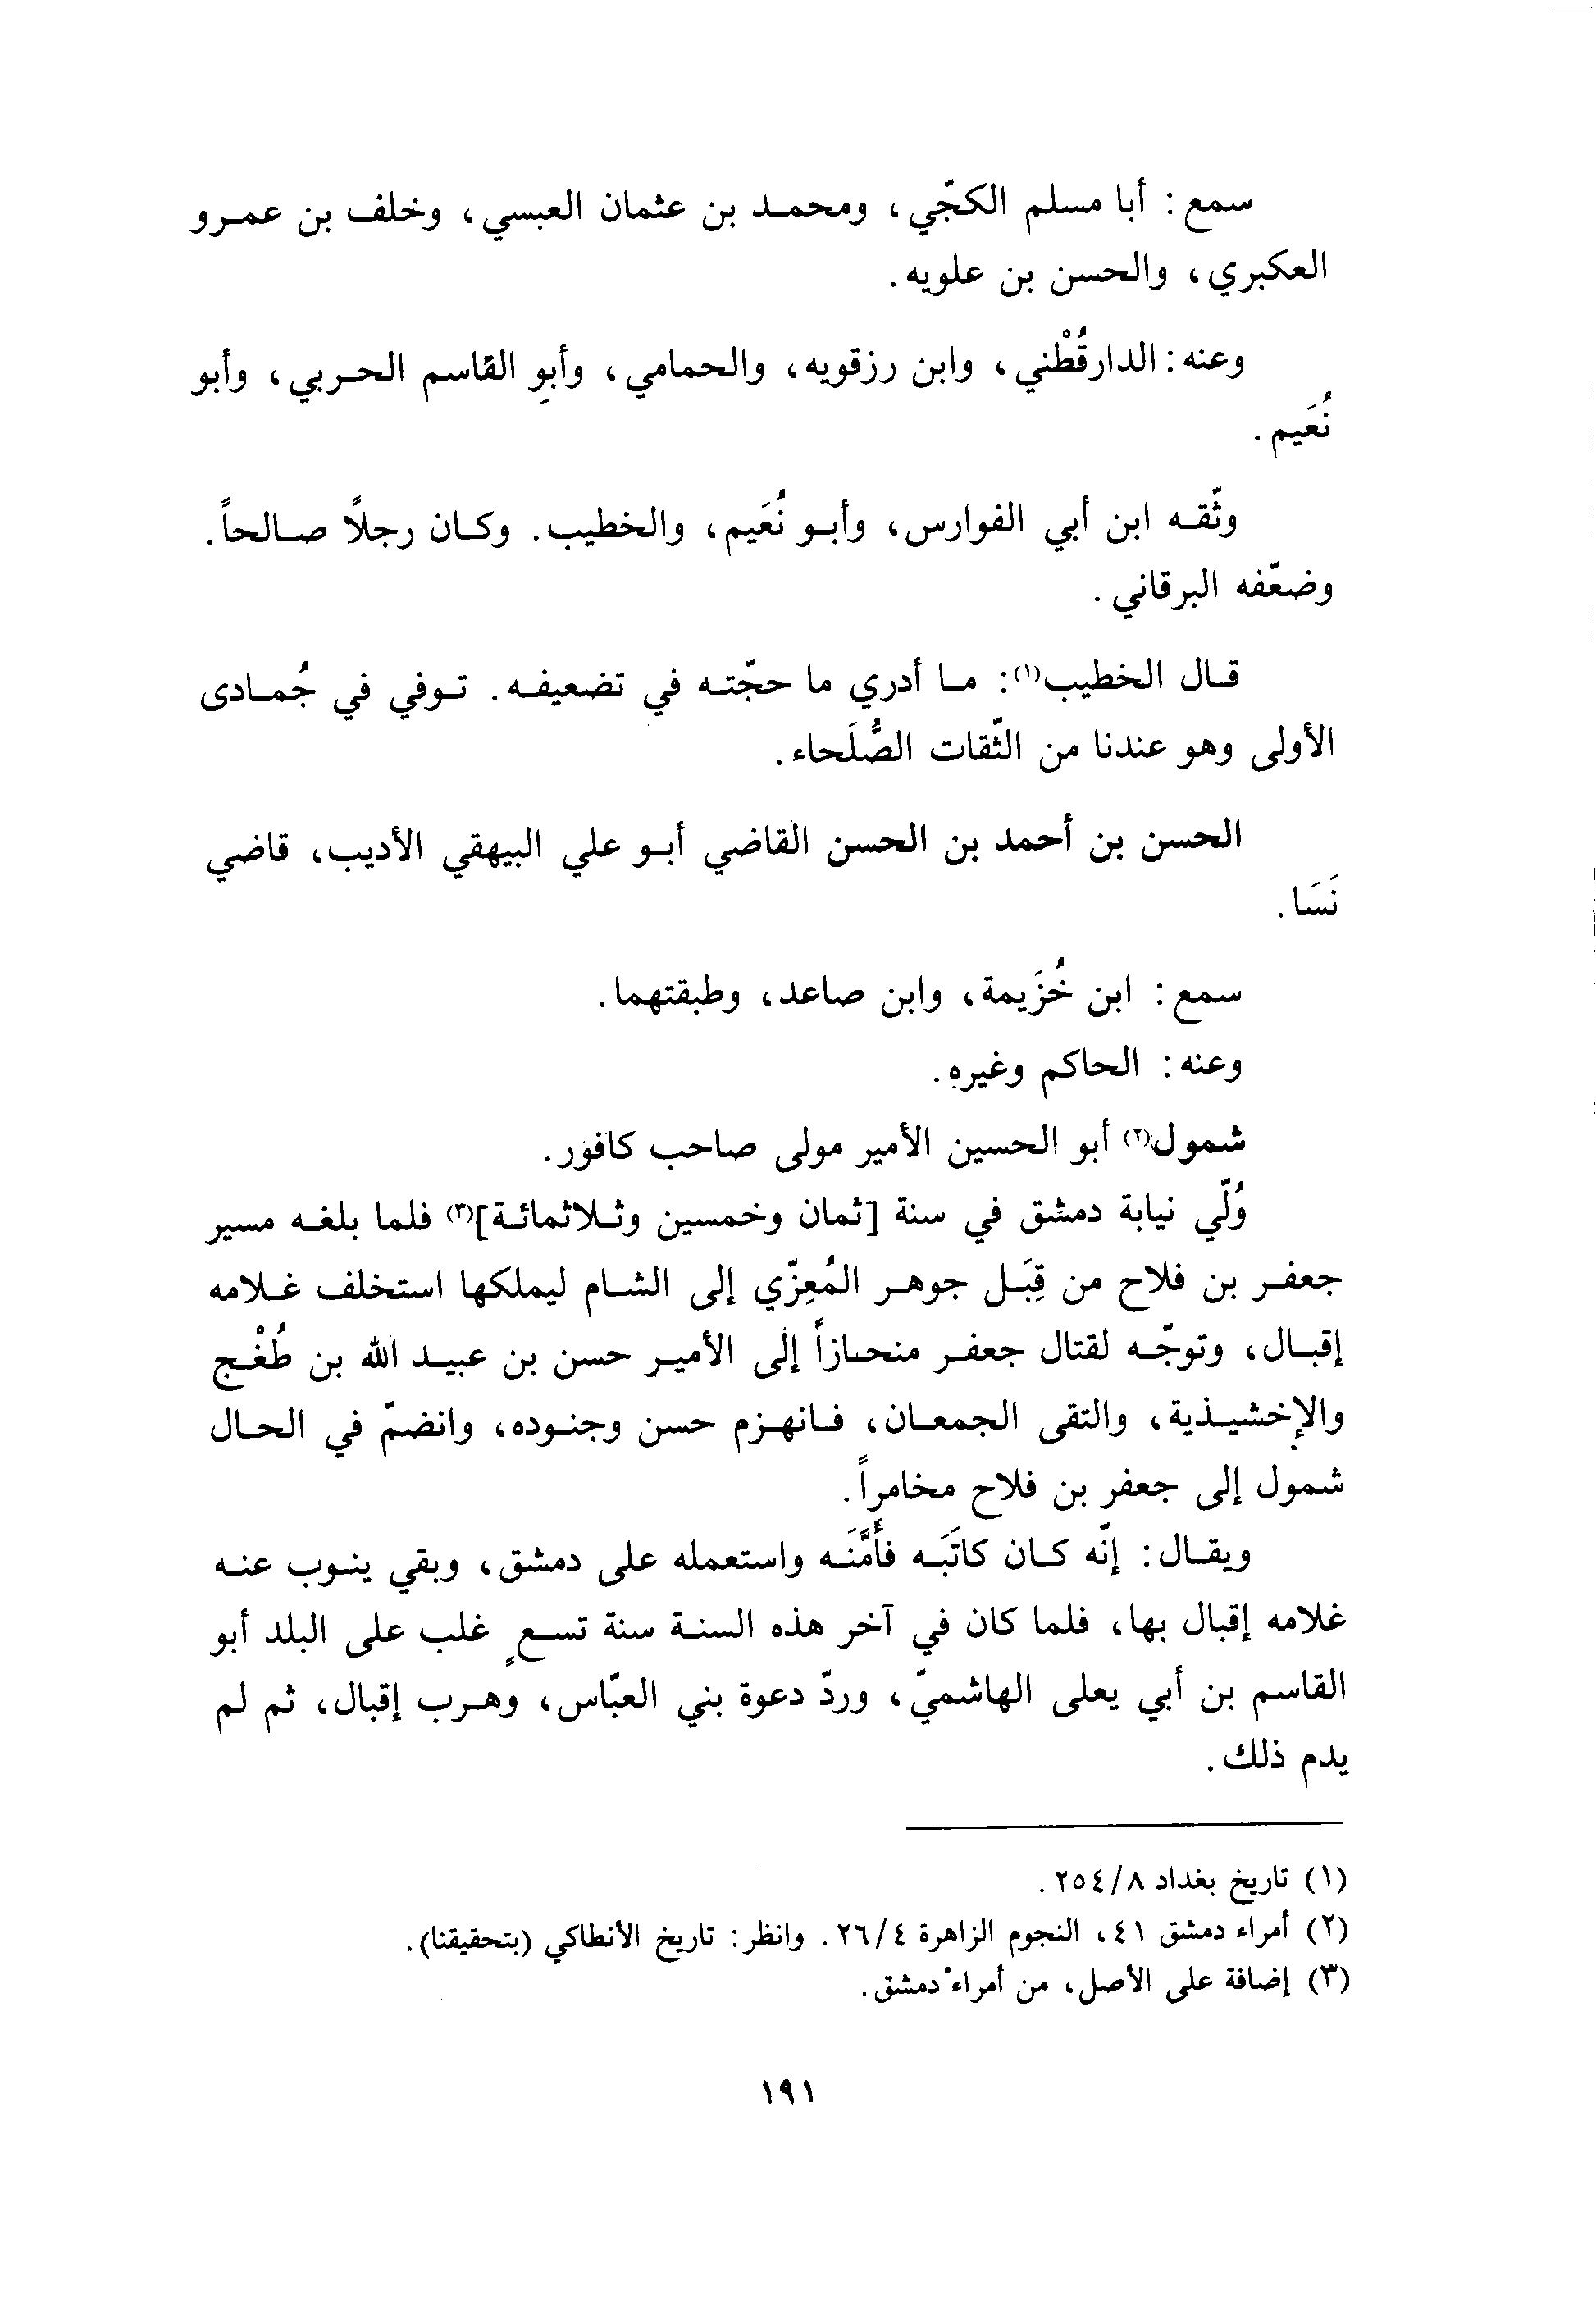 سمع : أبا مسلم الكجّي، ومحمد بن عثمان العبسي، وخلف بن عمرو
العكبري، والحسن بن علويه.
وعنه: الدارقُطْني، وابن رزقويه، والحمامي، وأبو القاسم الحربي، وأبو
نُعَيم.
وثّقه ابن أبي الفوارس، وأبو نُعَيم، والخطيب. وكان رجلاً صالحاً.
وضعّفه البرقاني.
قال الخطيب(١): ما أدري ما حجّته في تضعيفه. توفي في جُمادى
الأولى وهو عندنا من الثّقات الصُّلَحاء.
الحسن بن أحمد بن الحسن القاضي أبو علي البيهقي الأديب، قاضي
نَسَا.
سمع : ابن خُزَيمة، وابن صاعد، وطبقتهما.
وعنه : الحاكم وغيره.
شمول(٢) أبو الحسين الأمير مولى صاحب كافور.
وُلّي نيابة دمشق في سنة [ثمان وخمسين وثلاثمائة](٣) فلما بلغه مسير
جعفر بن فلاح من قِبَل جوهر المُعِزّي إلى الشام ليملكها استخلف غلامه
إقبال، وتوجّه لقتال جعفر منحازاً إلى الأمير حسن بن عبيد الله بن طُغْج
والإخشيذية، والتقى الجمعان، فانهزم حسن وجنوده، وانضمّ في الحال
شمول إلى جعفر بن فلاح مخامراً.
ويقال : إنّه كان كاتَبَه فأَمَّنَه واستعمله على دمشق، وبقي ينوب عنه
غلامه إقبال بها، فلما كان في آخر هذه السنة سنة تسعٍ غلب على البلد أبو
القاسم بن أبي يعلى الهاشميّ، وردّ دعوة بني العبّاس، وهرب إقبال، ثم لم
يدم ذلك.
(١) تاريخ بغداد ٢٥٤/٨.
(٢) أمراء دمشق ٤١، النجوم الزاهرة ٢٦/٤. وانظر: تاريخ الأنطاكي (بتحقيقنا).
(٣) إضافة على الأصل، من أمراء دمشق.
١٩١